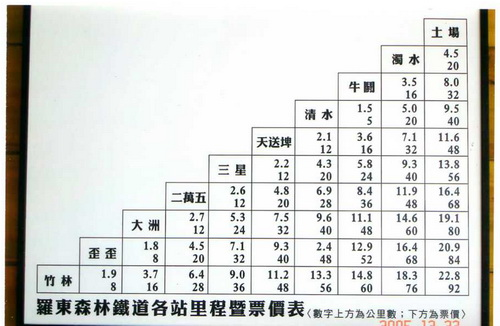 土場
濁水 4.5
20
牛鬪 3.5 8.0
16 32
清水 1.5 5.0 9.5
5 20 40
天送埤 2.1 3.6 7.1 11.6
12 16 32 48
三星 2.2 4.3 5.8 9.3 13.8
12 20 24 40 56
二萬五 2.6 4.8 6.9 8.4 11.9 16.4
12 20 28 36 48 68
大洲 2.7 5.3 7.5 9.6 11.1 14.6 19.1
12 24 32 40 48 60 80
歪歪 1.8 4.5 7.1 9.3 2.4 12.9 16.4 20.9
8 20 32 40 48 52 68 84
竹林 1.9 3.7 6.4 9.0 11.2 13.3 14.8 18.3 22.8
8 16 28 36 48 56 60 76 92
羅東森林鐵道各站里程暨票價表〈數字上方為公里數；下方為票價〉